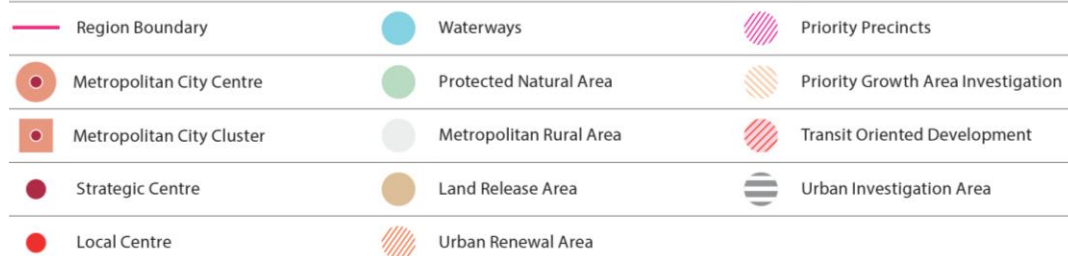 Region Boundary
Waterways
Priority Precincts
Metropolitan City Centre
Protected Natural Area
Priority Growth Area Investigation
Metropolitan City Cluster
Metropolitan Rural Area
Transit Oriented Development
Strategic Centre
Land Release Area
Urban Investigation Area
Local Centre
Urban Renewal Area